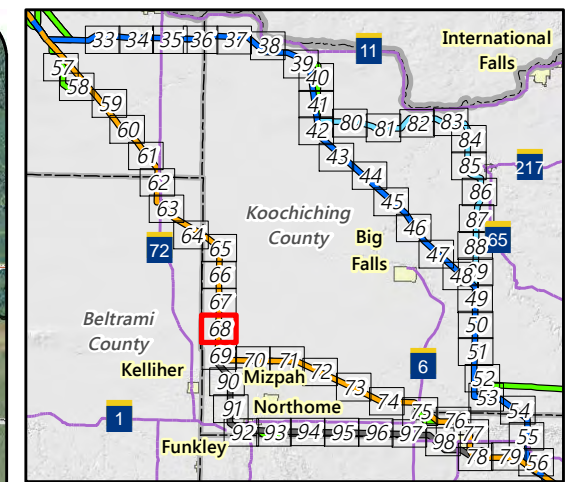 33 34 35 36 37 38 39 40 41 42 43 44 45 46 47 48 49 50 51 52 53 54 55 56
57 58 59 60 61 62 63 64 65 66 67 68 69 70 71 72 73 74 75 76 77 78 79
80 81 82 83 84 85 86 87 88 89
90 91 92 93 94 95 96 97 98
11
International
Falls
217
65
72
6
1
Koochiching
County
Big
Falls
Beltrami
County
Kelliher
Mizpah
Northome
Funkley